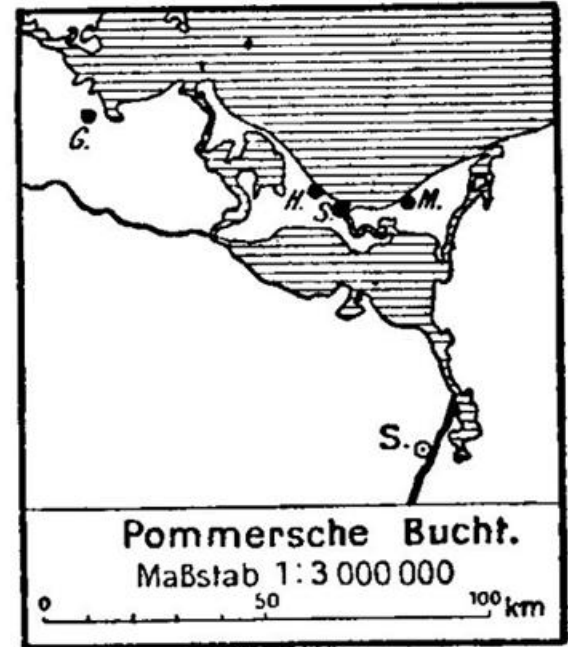 G.
H.
S.
M.
S.
Pommersche Bucht.
Maßstab 1:3 000 000
0 50 100 km